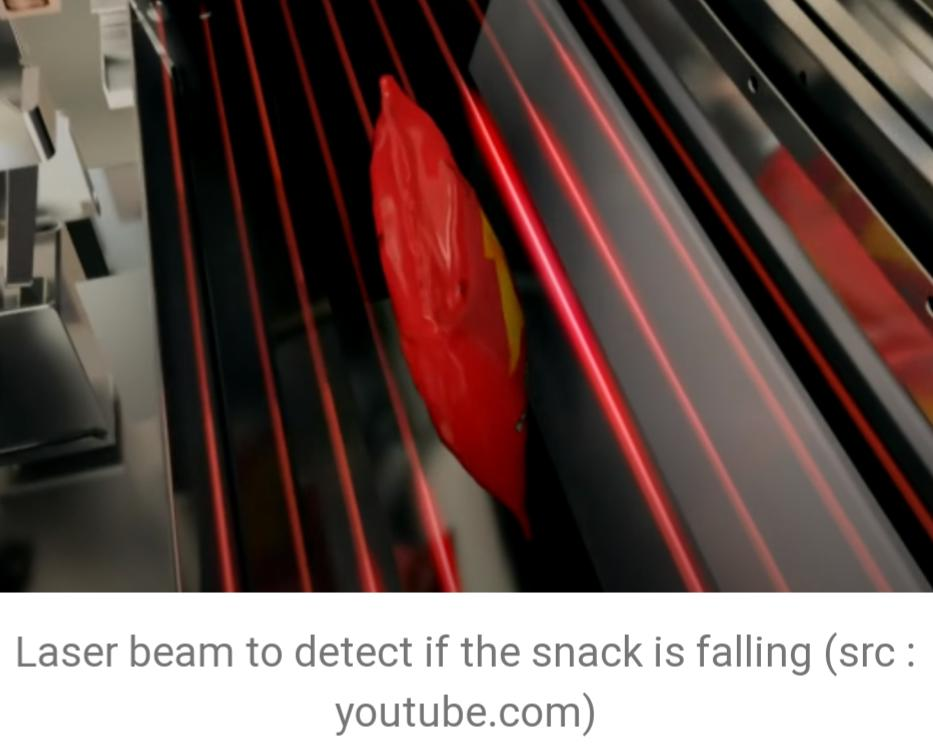 Laser beam to detect if the snack is falling (src :
youtube.com)